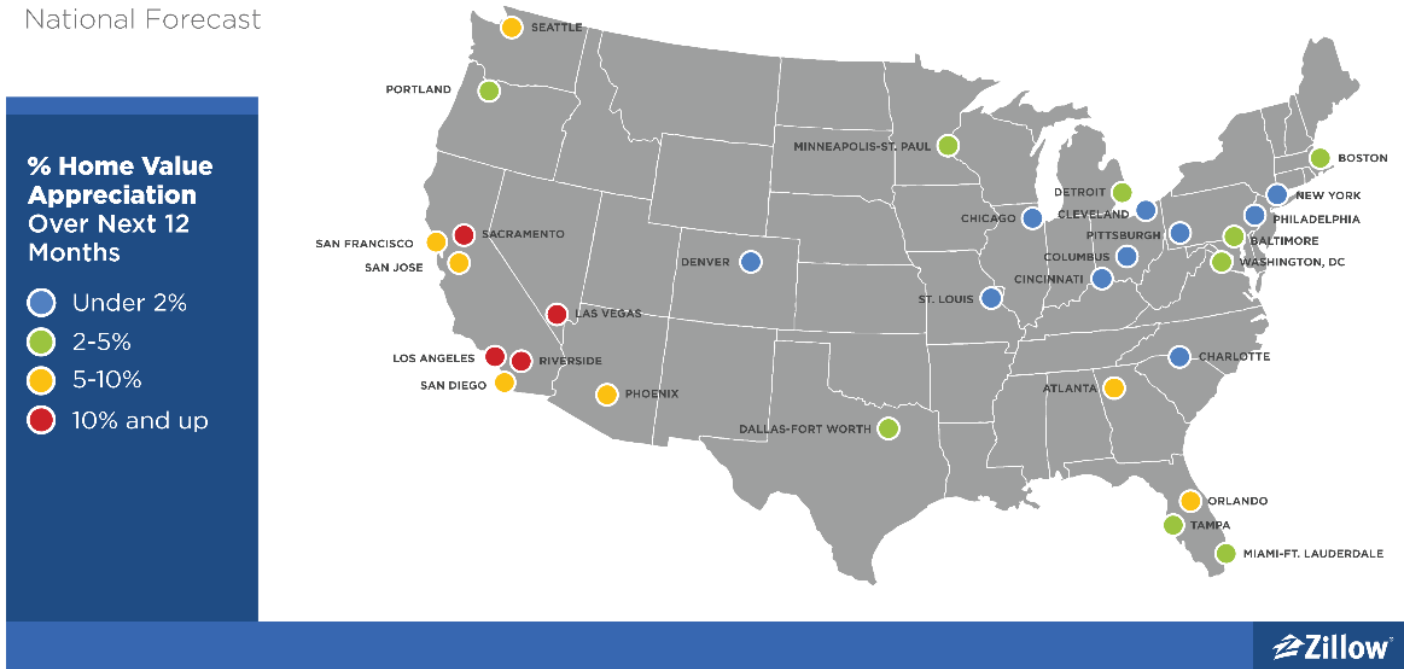 National Forecast
% Home Value
Appreciation
Over Next 12
Months
Under 2%
2-5%
5-10%
10% and up
SEATTLE
PORTLAND
MINNEAPOLIS-ST. PAUL
BOSTON
DETROIT
NEW YORK
CHICAGO
CLEVELAND
PHILADELPHIA
SACRAMENTO
PITTSBURGH
SAN FRANCISCO
BALTIMORE
COLUMBUS
SAN JOSE
DENVER
WASHINGTON, DC
CINCINNATI
ST. LOUIS
LAS VEGAS
LOS ANGELES
RIVERSIDE
CHARLOTTE
SAN DIEGO
PHOENIX
ATLANTA
DALLAS-FORT WORTH
ORLANDO
TAMPA
MIAMI-FT. LAUDERDALE
Zillow